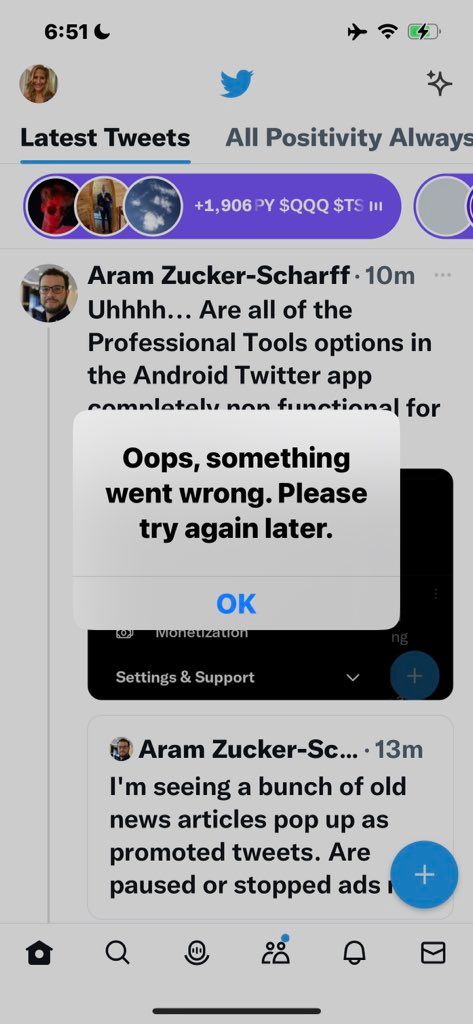 6:51
Latest Tweets All Positivity Always
+1,906 PY $QQQ $TS
Aram Zucker-Scharff · 10m
Uhhhh... Are all of the
Professional Tools options in
the Android Twitter app
completely non functional for
Oops, something
went wrong. Please
try again later.
OK
Monetization
ng
Settings & Support
Aram Zucker-Sc... · 13m
I'm seeing a bunch of old
news articles pop up as
promoted tweets. Are
paused or stopped ads